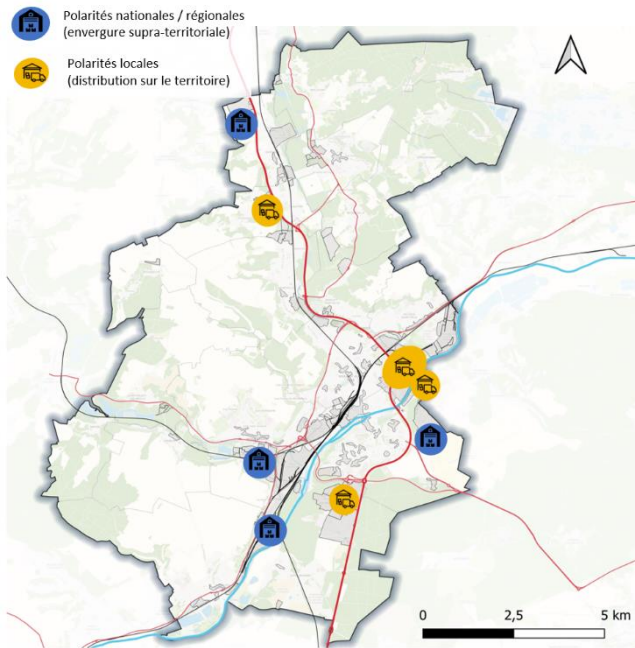 Polarités nationales / régionales
(envergure supra-territoriale)
Polarités locales
(distribution sur le territoire)
0
2,5
5 km